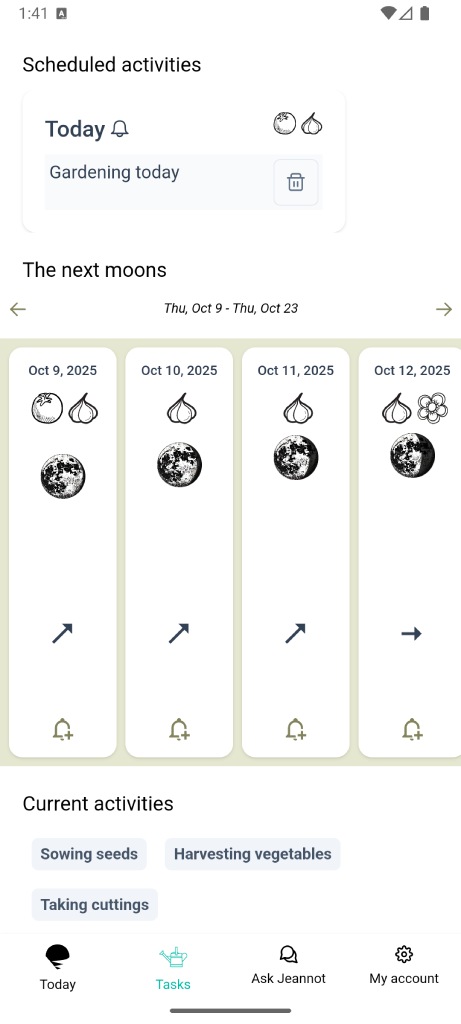 1:41
Scheduled activities
Today
Gardening today
The next moons
Thu, Oct 9 - Thu, Oct 23
Oct 9, 2025
Oct 10, 2025
Oct 11, 2025
Oct 12, 2025
Current activities
Sowing seeds
Harvesting vegetables
Taking cuttings
Today
Tasks
Ask Jeannot
My account